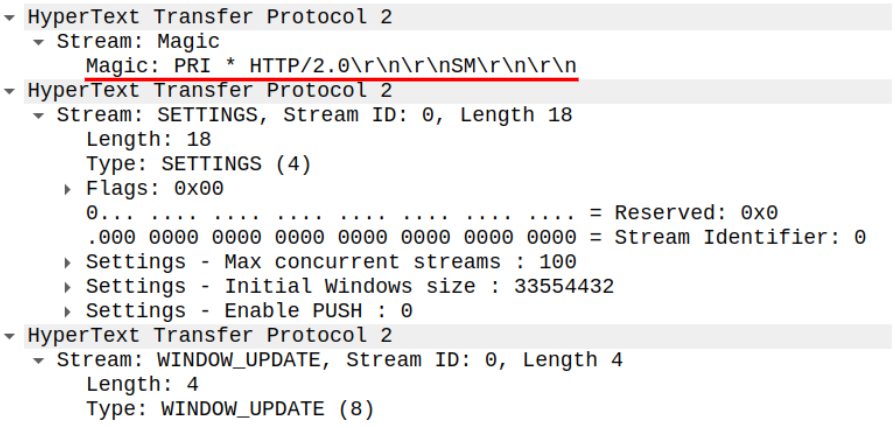 HyperText Transfer Protocol 2
Stream: Magic
Magic: PRI * HTTP/2.0\r\n\r\nSM\r\n\r\n
HyperText Transfer Protocol 2
Stream: SETTINGS, Stream ID: 0, Length 18
Length: 18
Type: SETTINGS (4)
Flags: 0x00
0... .... .... .... .... .... .... .... = Reserved: 0x0
.000 0000 0000 0000 0000 0000 0000 0000 = Stream Identifier: 0
Settings - Max concurrent streams : 100
Settings - Initial Windows size : 33554432
Settings - Enable PUSH : 0
HyperText Transfer Protocol 2
Stream: WINDOW_UPDATE, Stream ID: 0, Length 4
Length: 4
Type: WINDOW_UPDATE (8)